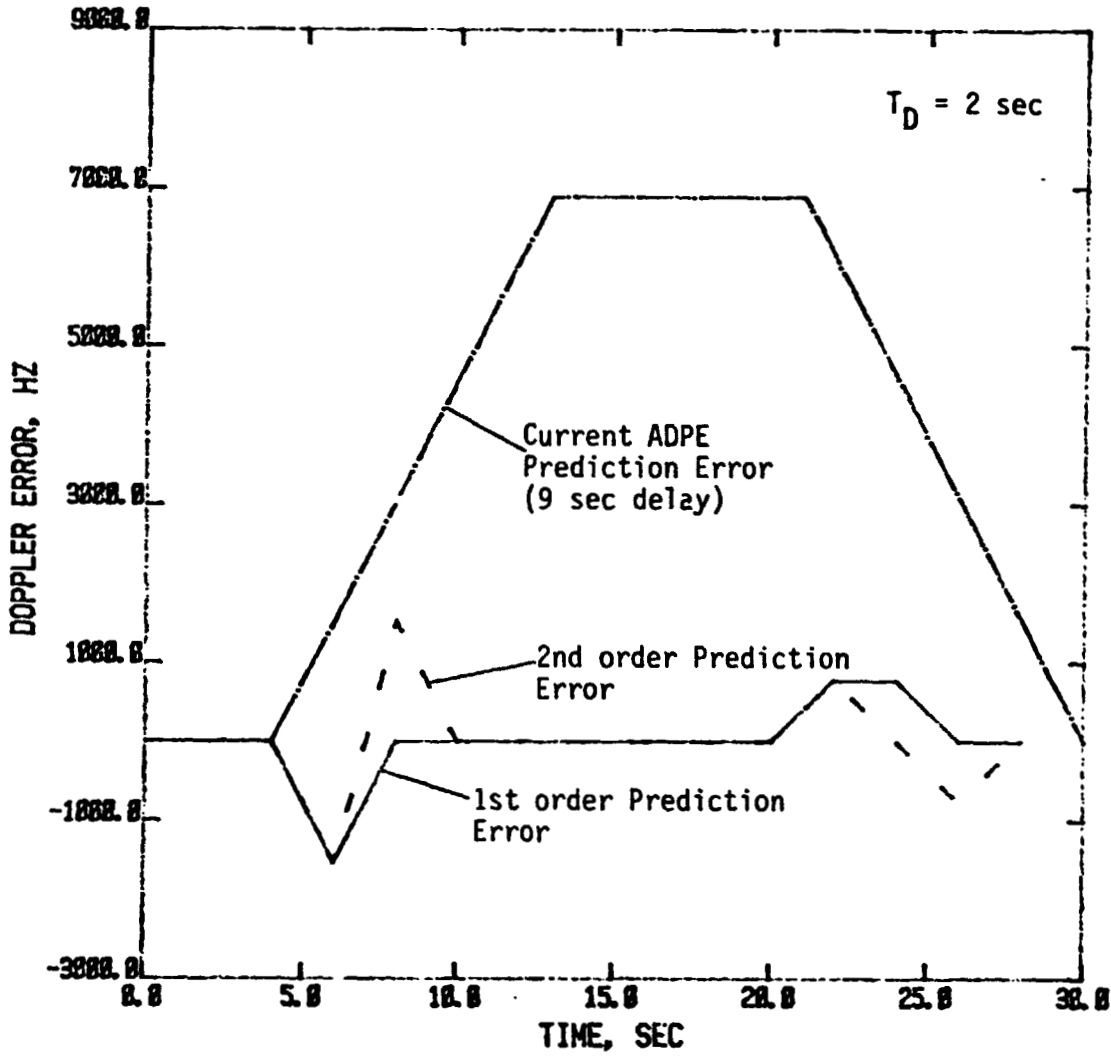 9000.0
T_D = 2 sec
7000.0
5000.0
DOPPLER ERROR, HZ
Current ADPE
Prediction Error
(9 sec delay)
3000.0
1000.0
2nd order Prediction
Error
-1000.0
1st order Prediction
Error
-3000.0
0.0 5.0 10.0 15.0 20.0 25.0 30.0
TIME, SEC